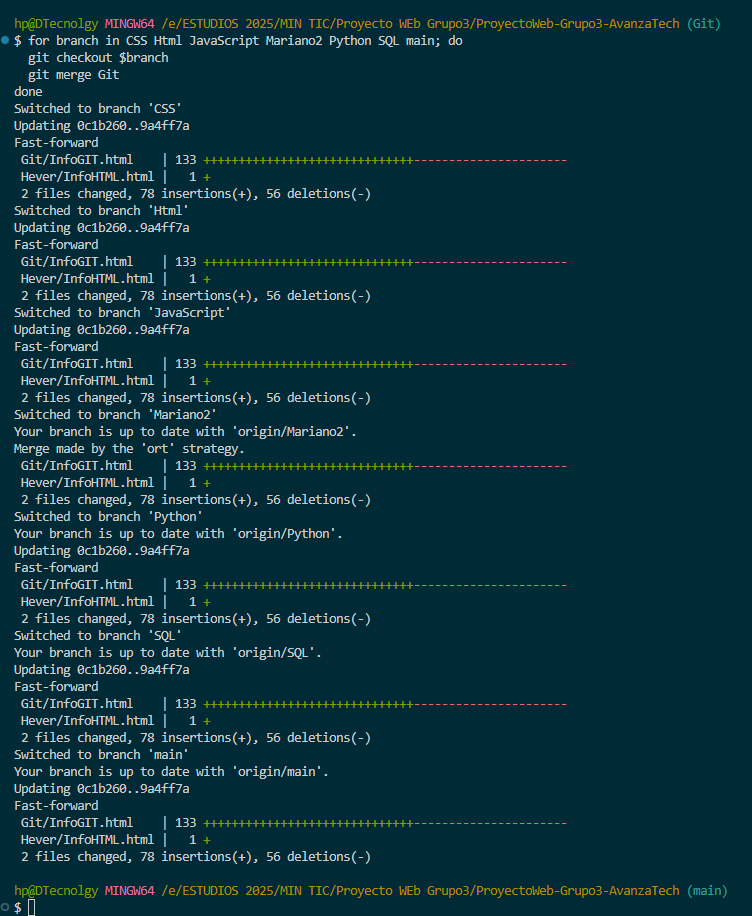 hp@DTecnolgy MINGW64 /e/ESTUDIOS 2025/MIN TIC/Proyecto WEb Grupo3/ProyectoWeb-Grupo3-AvanzaTech (Git)
$ for branch in CSS Html JavaScript Mariano2 Python SQL main; do
  git checkout $branch
  git merge Git
done
Switched to branch 'CSS'
Updating 0c1b260..9a4ff7a
Fast-forward
 Git/InfoGIT.html    | 133 ++++++++++++++++++++++++++++++----------------------
 Hever/InfoHTML.html |   1 +
 2 files changed, 78 insertions(+), 56 deletions(-)
Switched to branch 'Html'
Updating 0c1b260..9a4ff7a
Fast-forward
 Git/InfoGIT.html    | 133 ++++++++++++++++++++++++++++++----------------------
 Hever/InfoHTML.html |   1 +
 2 files changed, 78 insertions(+), 56 deletions(-)
Switched to branch 'JavaScript'
Updating 0c1b260..9a4ff7a
Fast-forward
 Git/InfoGIT.html    | 133 ++++++++++++++++++++++++++++++----------------------
 Hever/InfoHTML.html |   1 +
 2 files changed, 78 insertions(+), 56 deletions(-)
Switched to branch 'Mariano2'
Your branch is up to date with 'origin/Mariano2'.
Merge made by the 'ort' strategy.
 Git/InfoGIT.html    | 133 ++++++++++++++++++++++++++++++----------------------
 Hever/InfoHTML.html |   1 +
 2 files changed, 78 insertions(+), 56 deletions(-)
Switched to branch 'Python'
Your branch is up to date with 'origin/Python'.
Updating 0c1b260..9a4ff7a
Fast-forward
 Git/InfoGIT.html    | 133 ++++++++++++++++++++++++++++++----------------------
 Hever/InfoHTML.html |   1 +
 2 files changed, 78 insertions(+), 56 deletions(-)
Switched to branch 'SQL'
Your branch is up to date with 'origin/SQL'.
Updating 0c1b260..9a4ff7a
Fast-forward
 Git/InfoGIT.html    | 133 ++++++++++++++++++++++++++++++----------------------
 Hever/InfoHTML.html |   1 +
 2 files changed, 78 insertions(+), 56 deletions(-)
Switched to branch 'main'
Your branch is up to date with 'origin/main'.
Updating 0c1b260..9a4ff7a
Fast-forward
 Git/InfoGIT.html    | 133 ++++++++++++++++++++++++++++++----------------------
 Hever/InfoHTML.html |   1 +
 2 files changed, 78 insertions(+), 56 deletions(-)

hp@DTecnolgy MINGW64 /e/ESTUDIOS 2025/MIN TIC/Proyecto WEb Grupo3/ProyectoWeb-Grupo3-AvanzaTech (main)
$